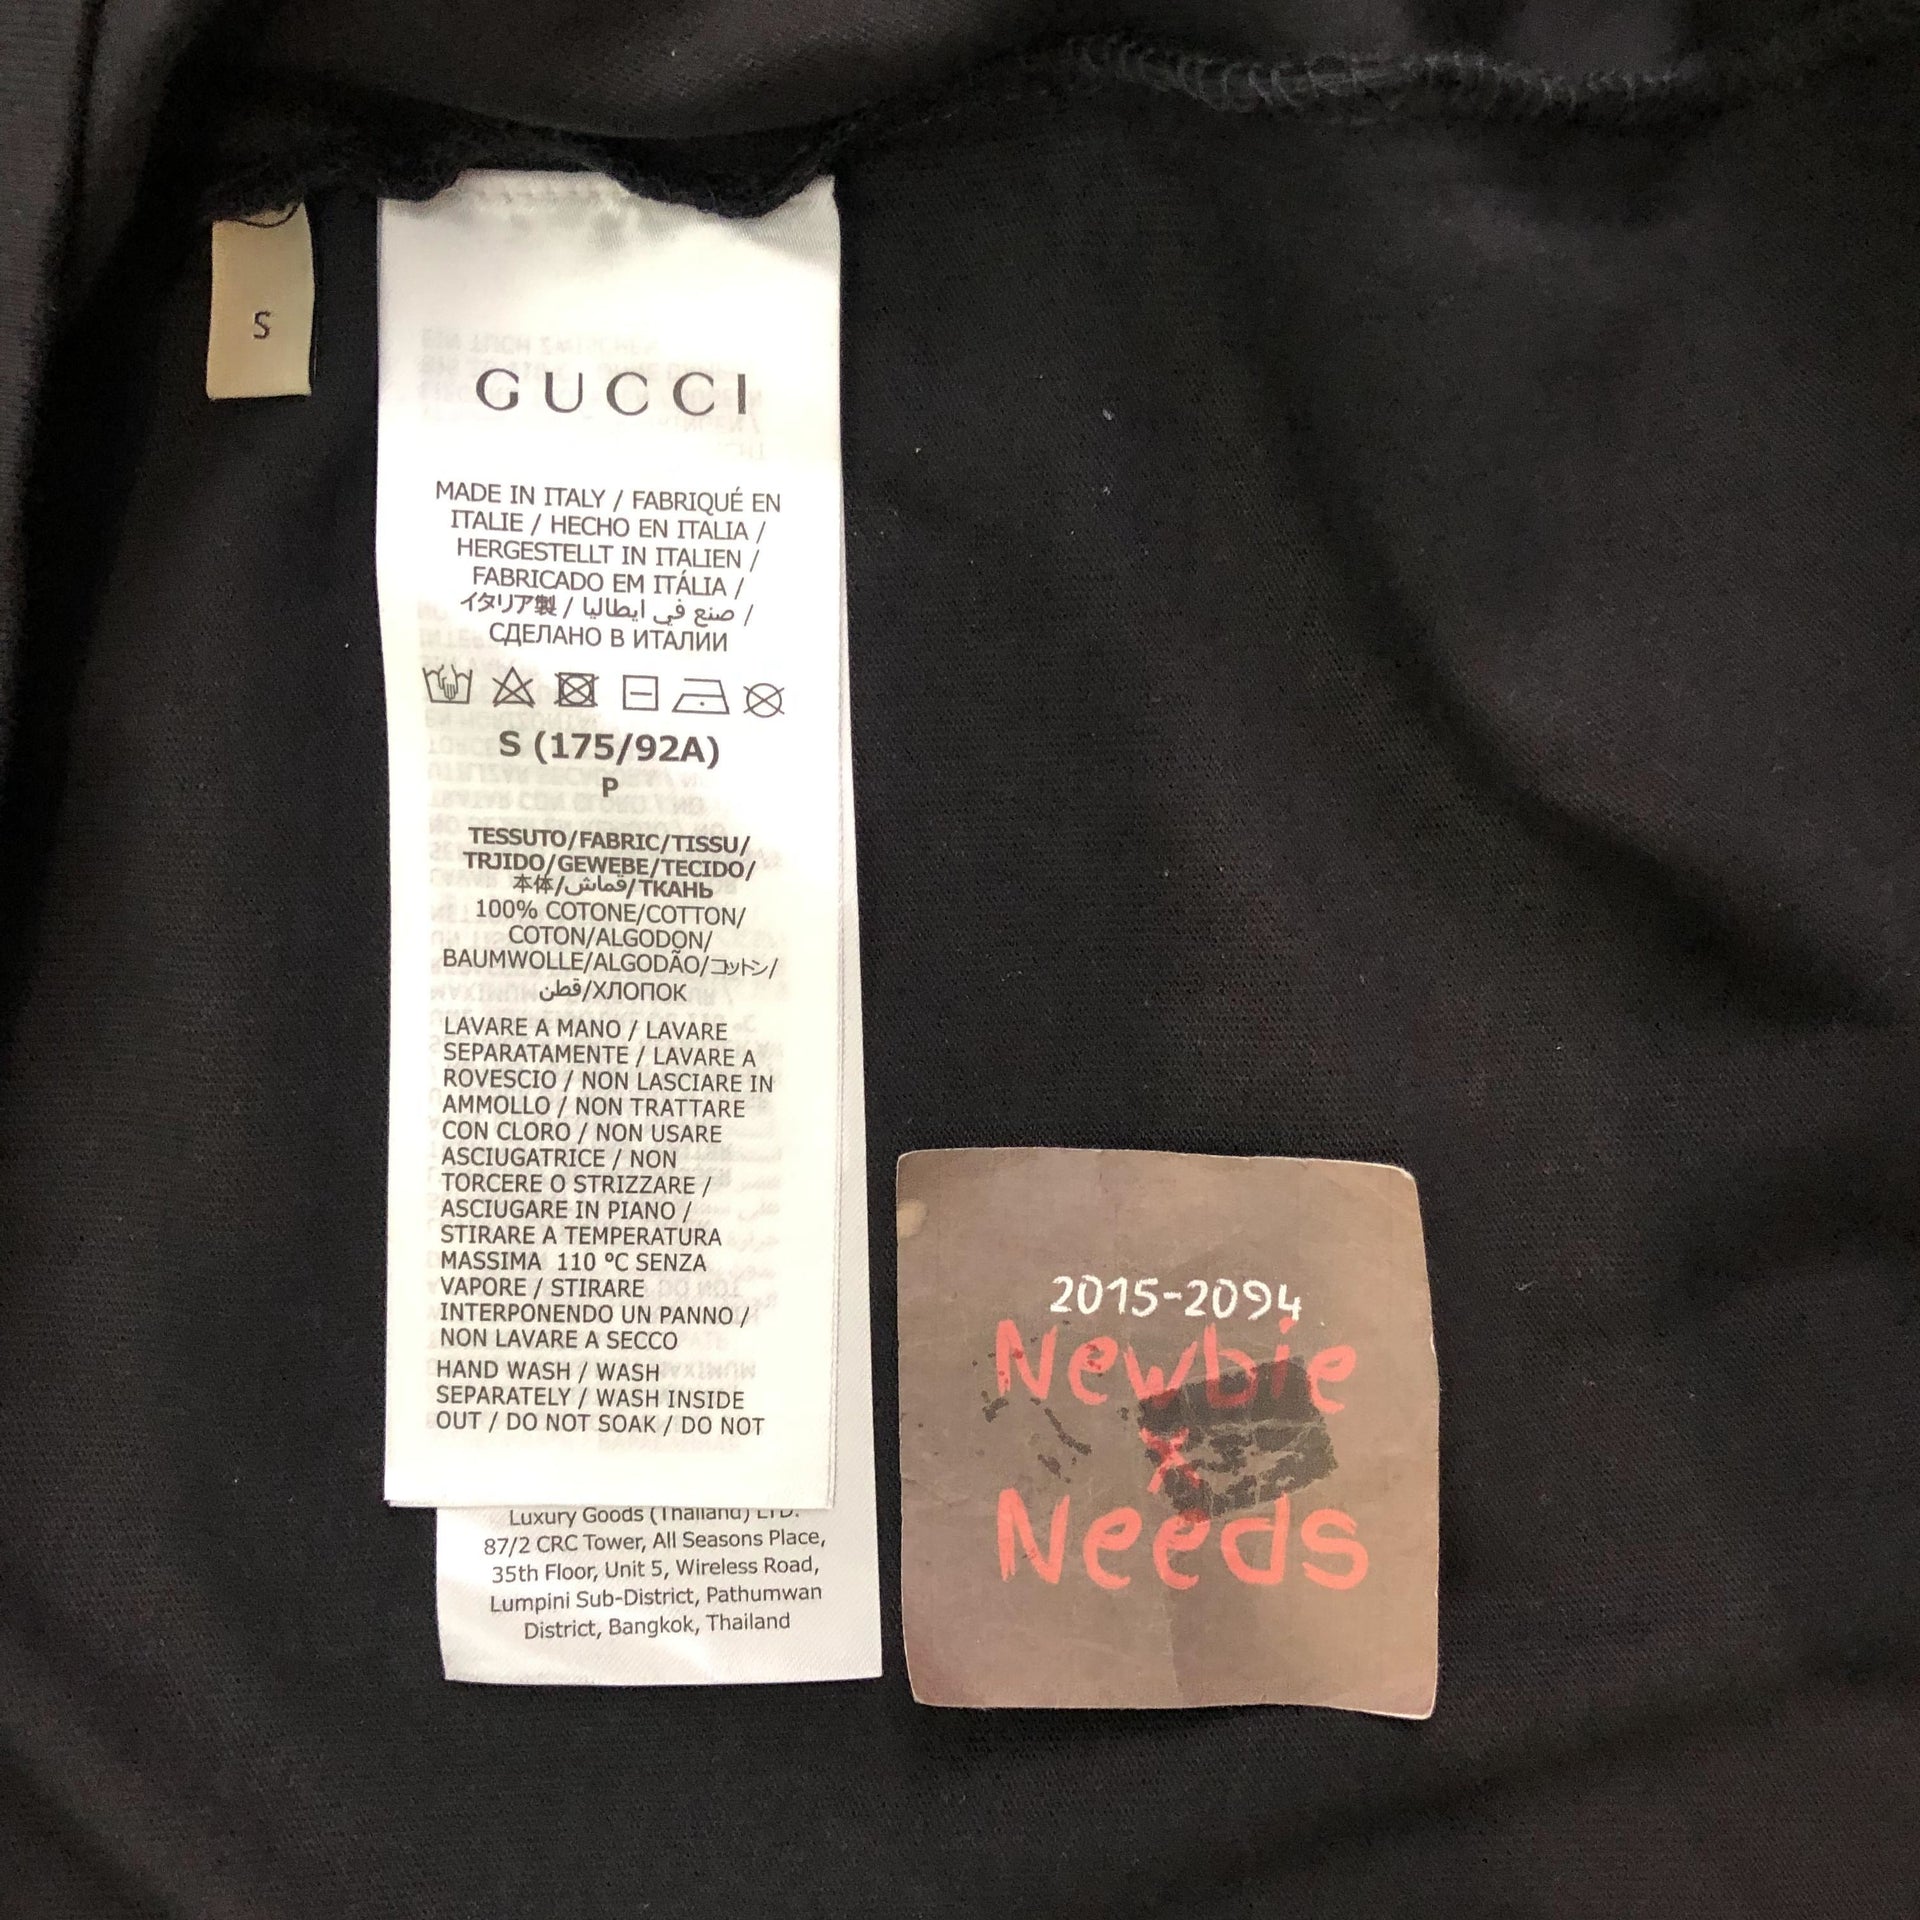 S
GUCCI
MADE IN ITALY / FABRIQUÉ EN
ITALIE / HECHO EN ITALIA /
HERGESTELLT IN ITALIEN /
FABRICADO EM ITÁLIA /
イタリア製 / صنع في ايطاليا /
СДЕЛАНО В ИТАЛИИ
S (175/92A)
P
TESSUTO/FABRIC/TISSU/
TRJIDO/GEWEBE/TECIDO/
本体/قماش/ТКАНЬ
100% COTONE/COTTON/
COTON/ALGODON/
BAUMWOLLE/ALGODÃO/コットン/
قطن/ХЛОПОК
LAVARE A MANO / LAVARE
SEPARATAMENTE / LAVARE A
ROVESCIO / NON LASCIARE IN
AMMOLLO / NON TRATTARE
CON CLORO / NON USARE
ASCIUGATRICE / NON
TORCERE O STRIZZARE /
ASCIUGARE IN PIANO /
STIRARE A TEMPERATURA
MASSIMA 110 °C SENZA
VAPORE / STIRARE
INTERPONENDO UN PANNO /
NON LAVARE A SECCO
HAND WASH / WASH
SEPARATELY / WASH INSIDE
OUT / DO NOT SOAK / DO NOT
Luxury Goods (Thailand) LTD.
87/2 CRC Tower, All Seasons Place,
35th Floor, Unit 5, Wireless Road,
Lumpini Sub-District, Pathumwan
District, Bangkok, Thailand
2015-2094
Newbie
X
Needs